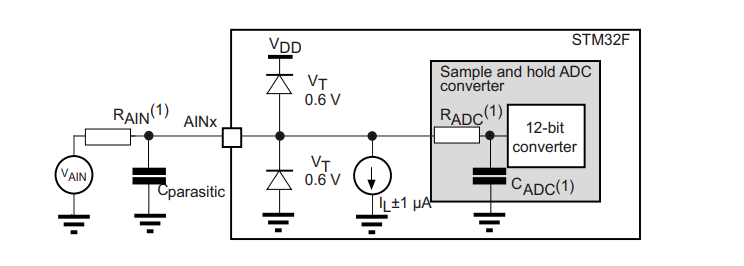 STM32F
VDD
VT
0.6 V
Sample and hold ADC
converter
RAIN(1)
AINx
RADC(1)
12-bit
converter
VAIN
Cparasitic
VT
0.6 V
IL±1 µA
CADC(1)